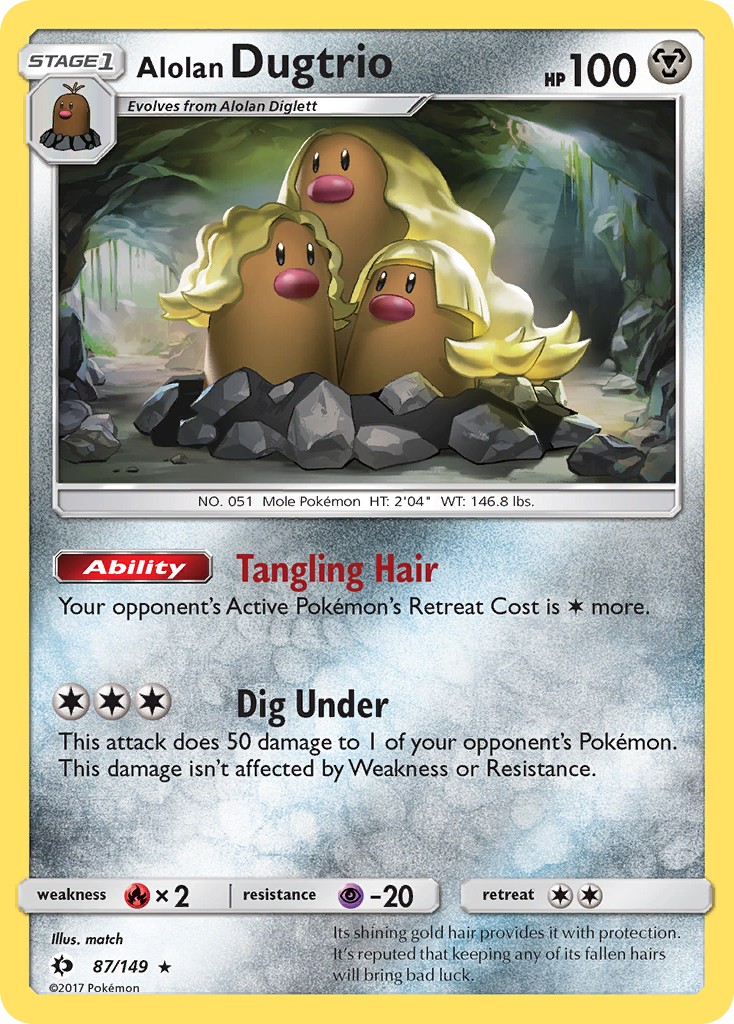 STAGE1
Alolan Dugtrio
HP 100
Evolves from Alolan Diglett
NO. 051 Mole Pokémon HT: 2'04" WT: 146.8 lbs.
Ability Tangling Hair
Your opponent's Active Pokémon's Retreat Cost is more.
Dig Under
This attack does 50 damage to 1 of your opponent's Pokémon.
This damage isn't affected by Weakness or Resistance.
weakness ×2 resistance -20 retreat
Illus. match
87/149 ★
©2017 Pokémon
Its shining gold hair provides it with protection.
It's reputed that keeping any of its fallen hairs
will bring bad luck.